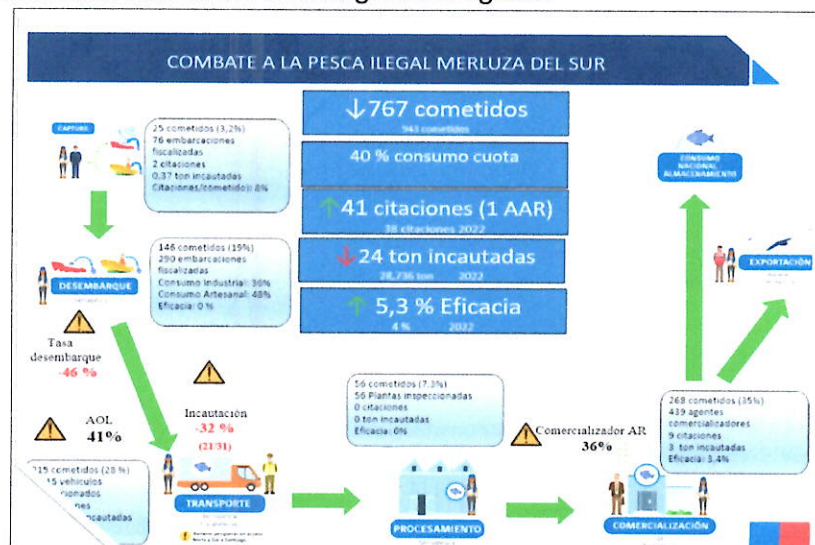 COMBATE A LA PESCA ILEGAL MERLUZA DEL SUR
↓767 cometidos
943 cometidos
40 % consumo cuota
↑41 citaciones (1 AAR)
38 citaciones 2022
↓24 ton incautadas
28,736 ton 2022
↑ 5,3 % Eficacia
4 % 2022
CAPTURA
25 cometidos (3,2%)
76 embarcaciones
fiscalizadas
2 citaciones
0,37 ton incautadas
Citaciones/cometido: 8%
DESEMBARQUE
146 cometidos (19%)
290 embarcaciones
fiscalizadas
Consumo Industrial: 36%
Consumo Artesanal: 48%
Eficacia: 0 %
Tasa
desembarque
-46 %
AOL
41%
Incautación
-32 %
(21/31)
215 cometidos (28 %)
vehículos
incautadas
TRANSPORTE
56 cometidos (7,3%)
56 Plantas inspeccionadas
0 citaciones
0 ton incautadas
Eficacia: 0%
PROCESAMIENTO
Comercializador AR
36%
268 cometidos (35%)
439 agentes
comercializadores
9 citaciones
3 ton incautadas
Eficacia: 3,4%
COMERCIALIZACIÓN
CONSUMO
NACIONAL
ALMACENAMIENTO
EXPORTACIÓN